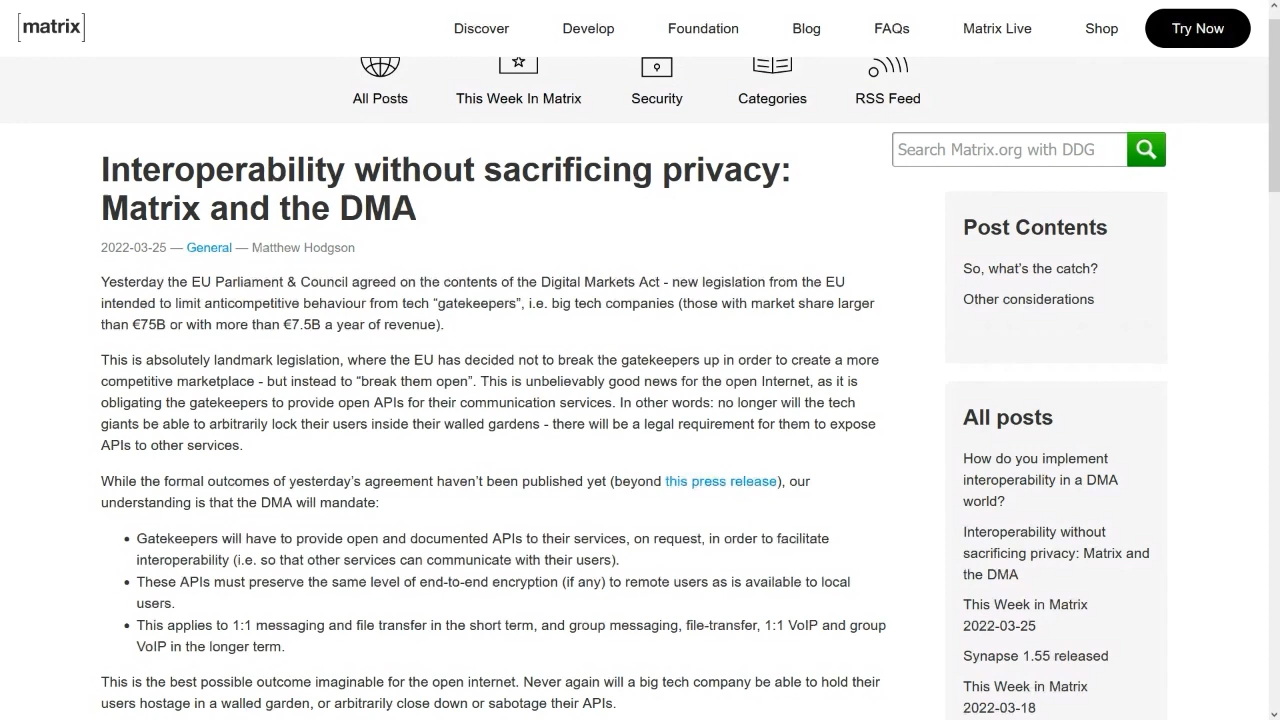 [matrix]
Discover
Develop
Foundation
Blog
FAQs
Matrix Live
Shop
Try Now
All Posts
This Week In Matrix
Security
Categories
RSS Feed
Search Matrix.org with DDG
Interoperability without sacrificing privacy:
Matrix and the DMA
2022-03-25 — General — Matthew Hodgson
Yesterday the EU Parliament & Council agreed on the contents of the Digital Markets Act - new legislation from the EU
intended to limit anticompetitive behaviour from tech “gatekeepers”, i.e. big tech companies (those with market share larger
than €75B or with more than €7.5B a year of revenue).
This is absolutely landmark legislation, where the EU has decided not to break the gatekeepers up in order to create a more
competitive marketplace - but instead to “break them open”. This is unbelievably good news for the open Internet, as it is
obligating the gatekeepers to provide open APIs for their communication services. In other words: no longer will the tech
giants be able to arbitrarily lock their users inside their walled gardens - there will be a legal requirement for them to expose
APIs to other services.
While the formal outcomes of yesterday’s agreement haven’t been published yet (beyond this press release), our
understanding is that the DMA will mandate:
• Gatekeepers will have to provide open and documented APIs to their services, on request, in order to facilitate
interoperability (i.e. so that other services can communicate with their users).
• These APIs must preserve the same level of end-to-end encryption (if any) to remote users as is available to local
users.
• This applies to 1:1 messaging and file transfer in the short term, and group messaging, file-transfer, 1:1 VoIP and group
VoIP in the longer term.
This is the best possible outcome imaginable for the open internet. Never again will a big tech company be able to hold their
users hostage in a walled garden, or arbitrarily close down or sabotage their APIs.
Post Contents
So, what’s the catch?
Other considerations
All posts
How do you implement
interoperability in a DMA
world?
Interoperability without
sacrificing privacy: Matrix and
the DMA
This Week in Matrix
2022-03-25
Synapse 1.55 released
This Week in Matrix
2022-03-18